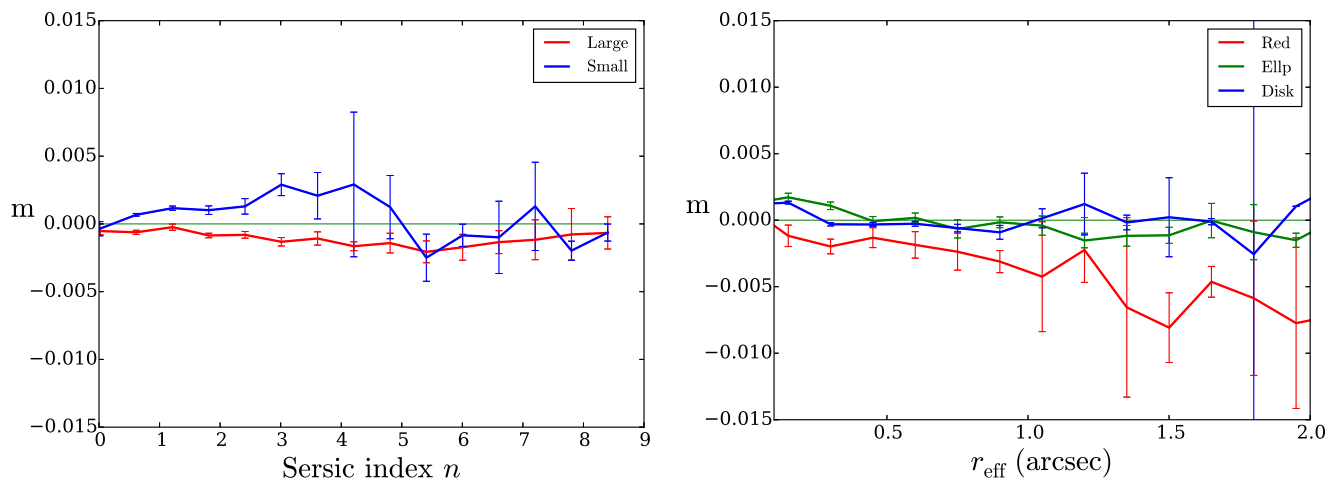 0.015
0.010
0.005
0.000
−0.005
−0.010
−0.015
m
0 1 2 3 4 5 6 7 8 9
Sersic index n
Large
Small
0.015
0.010
0.005
0.000
−0.005
−0.010
−0.015
m
0.5 1.0 1.5 2.0
r_eff (arcsec)
Red
Ellp
Disk